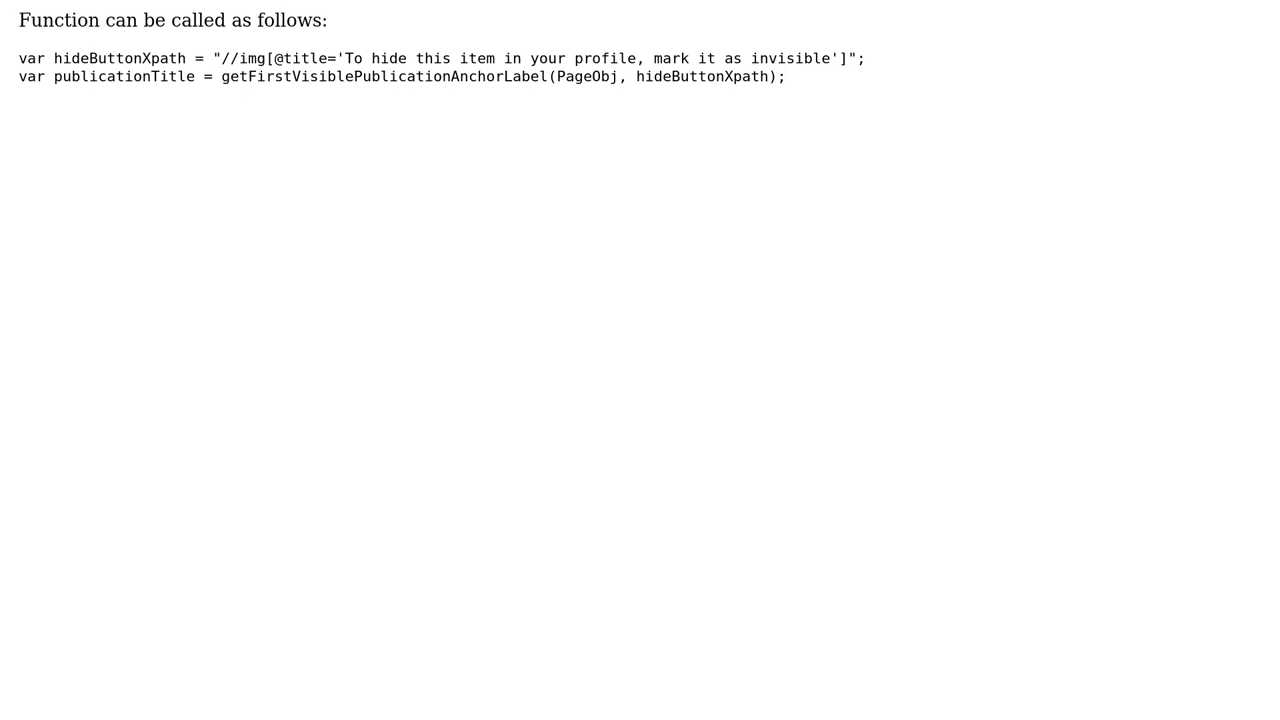 Function can be called as follows:
var hideButtonXpath = "//img[@title='To hide this item in your profile, mark it as invisible']";
var publicationTitle = getFirstVisiblePublicationAnchorLabel(PageObj, hideButtonXpath);